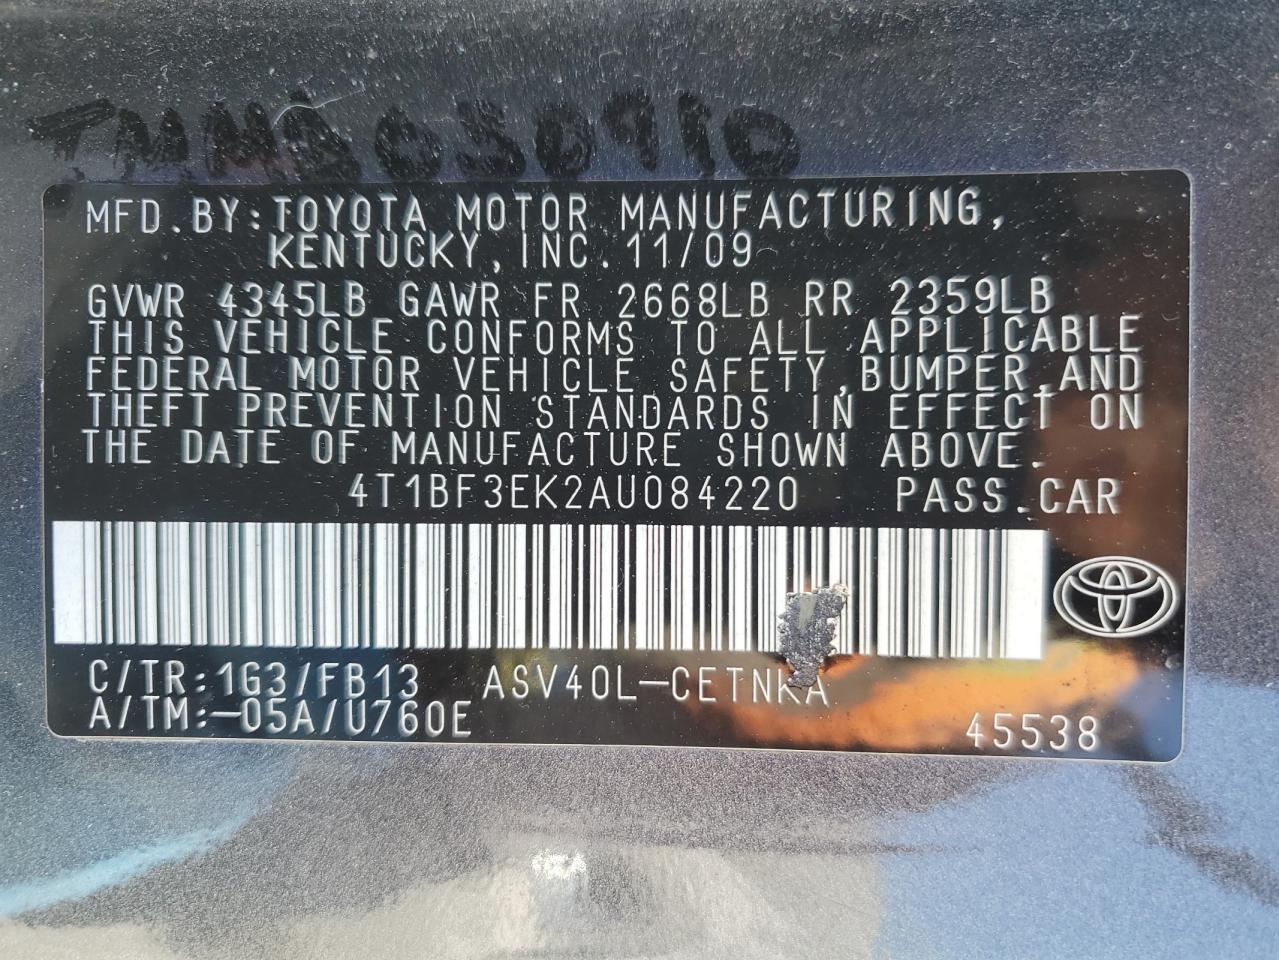 TMMB050910
MFD.BY:TOYOTA MOTOR MANUFACTURING,
KENTUCKY,INC.11/09
GVWR 4345LB GAWR FR 2668LB RR 2359LB
THIS VEHICLE CONFORMS TO ALL APPLICABLE
FEDERAL MOTOR VEHICLE SAFETY,BUMPER,AND
THEFT PREVENTION STANDARDS IN EFFECT ON
THE DATE OF MANUFACTURE SHOWN ABOVE.
4T1BF3EK2AU084220 PASS.CAR
C/TR:1G3/FB13 ASV40L-CETNKA
A/TM:-05A/U760E 45538